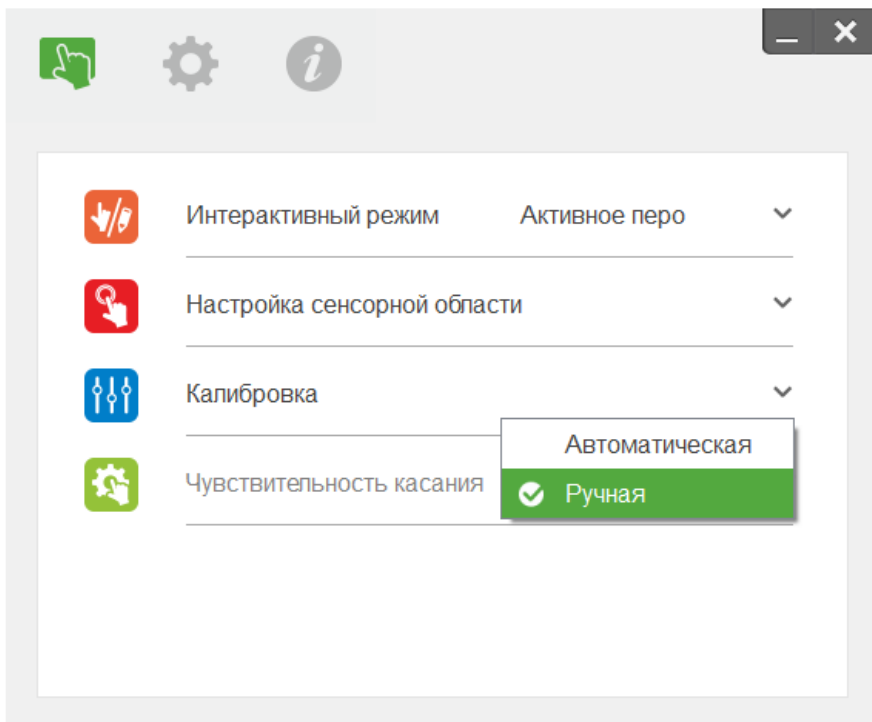 Интерактивный режим Активное перо
Настройка сенсорной области
Калибровка
Автоматическая
Чувствительность касания
Ручная